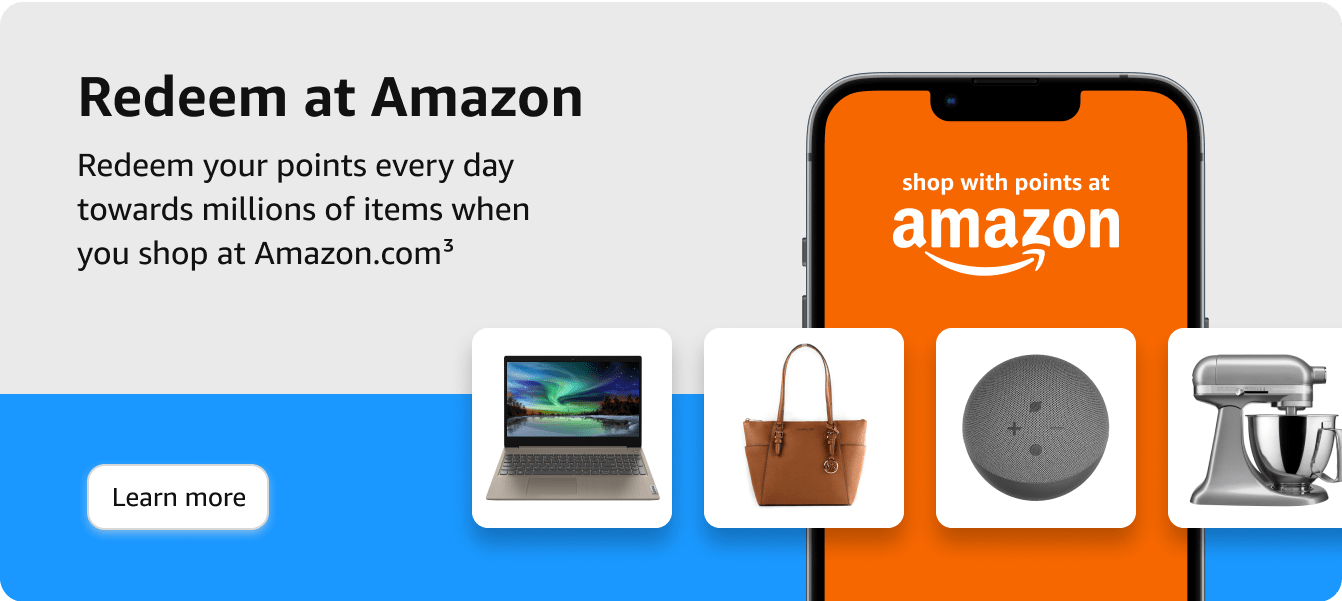 Redeem at Amazon
Redeem your points every day
towards millions of items when
you shop at Amazon.com³
shop with points at
amazon
Learn more